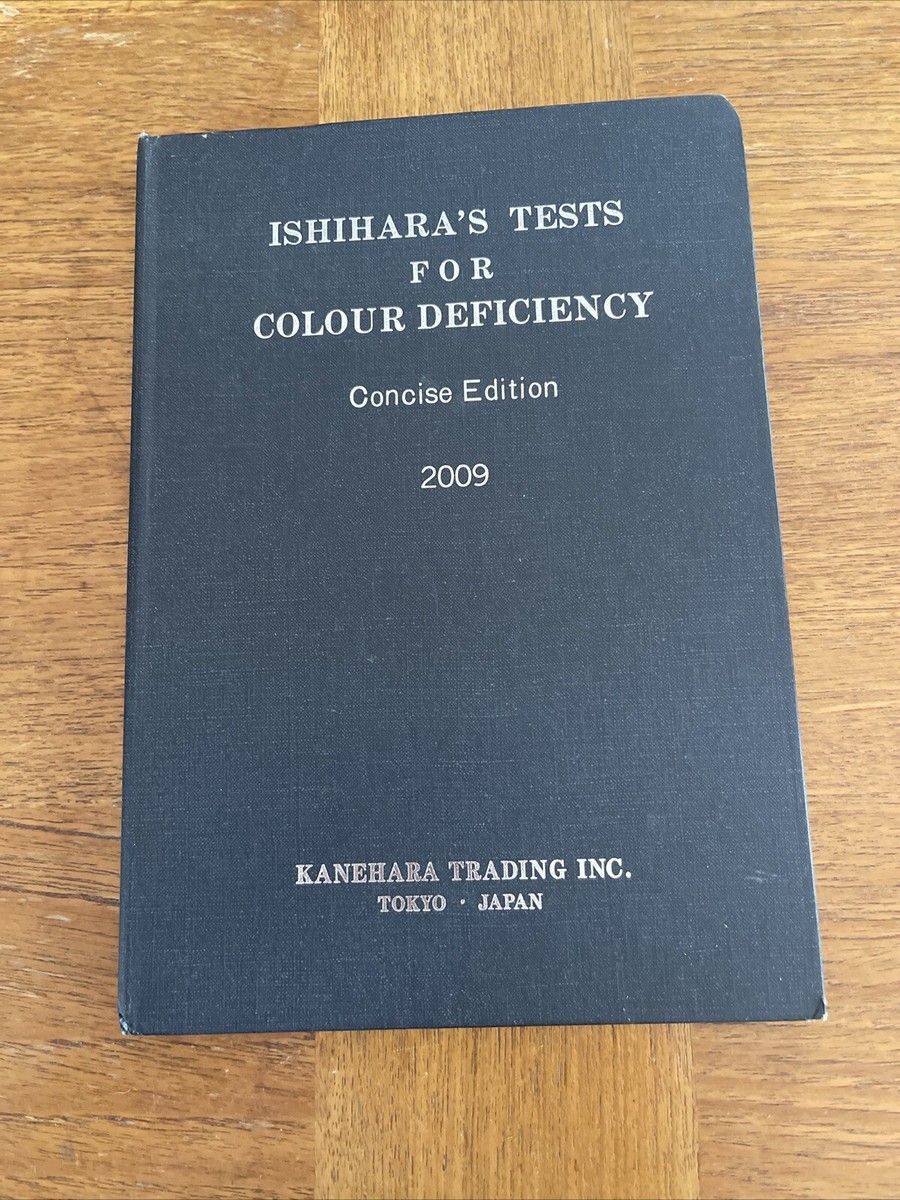 ISHIHARA'S TESTS
FOR
COLOUR DEFICIENCY
Concise Edition
2009
KANEHARA TRADING INC.
TOKYO · JAPAN